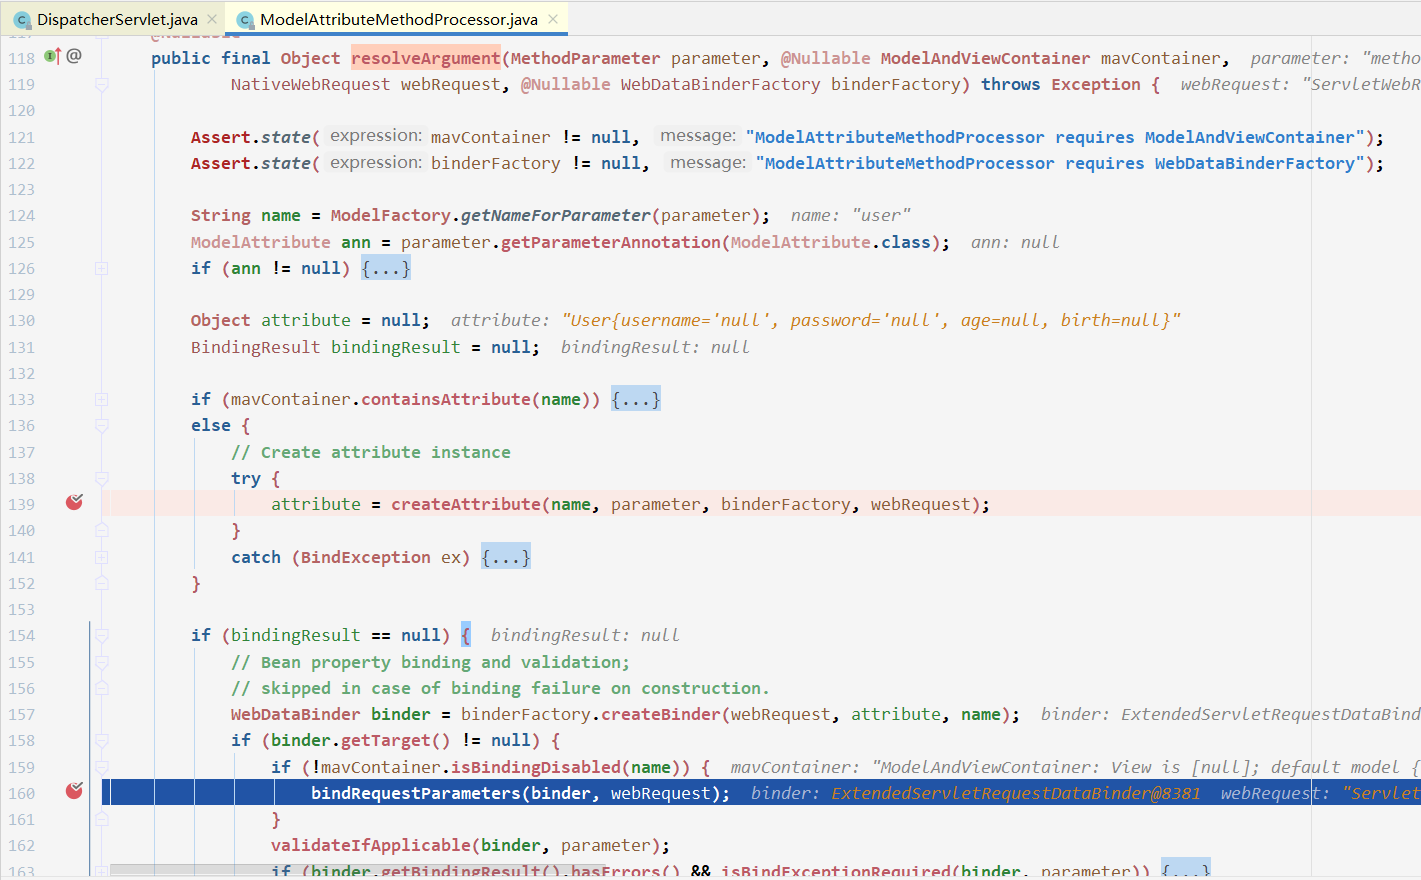 DispatcherServlet.java × ModelAttributeMethodProcessor.java ×
117 @Nullable
118 @ public final Object resolveArgument(MethodParameter parameter, @Nullable ModelAndViewContainer mavContainer, parameter: "metho
119 NativeWebRequest webRequest, @Nullable WebDataBinderFactory binderFactory) throws Exception { webRequest: "ServletWebR
120
121 Assert.state( expression: mavContainer != null, message: "ModelAttributeMethodProcessor requires ModelAndViewContainer");
122 Assert.state( expression: binderFactory != null, message: "ModelAttributeMethodProcessor requires WebDataBinderFactory");
123
124 String name = ModelFactory.getNameForParameter(parameter); name: "user"
125 ModelAttribute ann = parameter.getParameterAnnotation(ModelAttribute.class); ann: null
126 if (ann != null) {...}
129
130 Object attribute = null; attribute: "User{username='null', password='null', age=null, birth=null}"
131 BindingResult bindingResult = null; bindingResult: null
132
133 if (mavContainer.containsAttribute(name)) {...}
136 else {
137 // Create attribute instance
138 try {
139 attribute = createAttribute(name, parameter, binderFactory, webRequest);
140 }
141 catch (BindException ex) {...}
152 }
153
154 if (bindingResult == null) { bindingResult: null
155 // Bean property binding and validation;
156 // skipped in case of binding failure on construction.
157 WebDataBinder binder = binderFactory.createBinder(webRequest, attribute, name); binder: ExtendedServletRequestDataBind
158 if (binder.getTarget() != null) {
159 if (!mavContainer.isBindingDisabled(name)) { mavContainer: "ModelAndViewContainer: View is [null]; default model {
160 bindRequestParameters(binder, webRequest); binder: ExtendedServletRequestDataBinder@8381 webRequest: "Servlet
161 }
162 validateIfApplicable(binder, parameter);
163 if (binder.getBindingResult().hasErrors() && isBindExceptionRequired(binder, parameter)) {...}